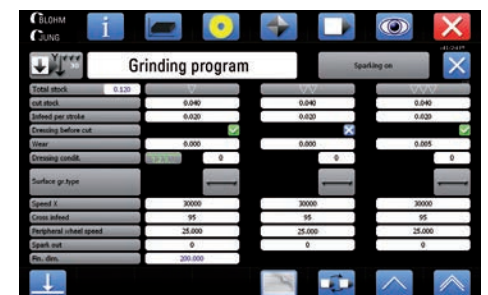 BLOHM
JUNG
Grinding program
Sparking on
Total stock 0.120
cut stock 0.040 0.040 0.040
Infeed per stroke 0.020 0.020 0.020
Dressing before cut
Wear 0.000 0.000 0.005
Dressing condit. 0 0 0
Surface gr.type
Speed X 30000 30000 30000
Cross infeed 95 95 95
Peripheral wheel speed 25.000 25.000 25.000
Spark out 0 0 0
Fin. dim. 200.000